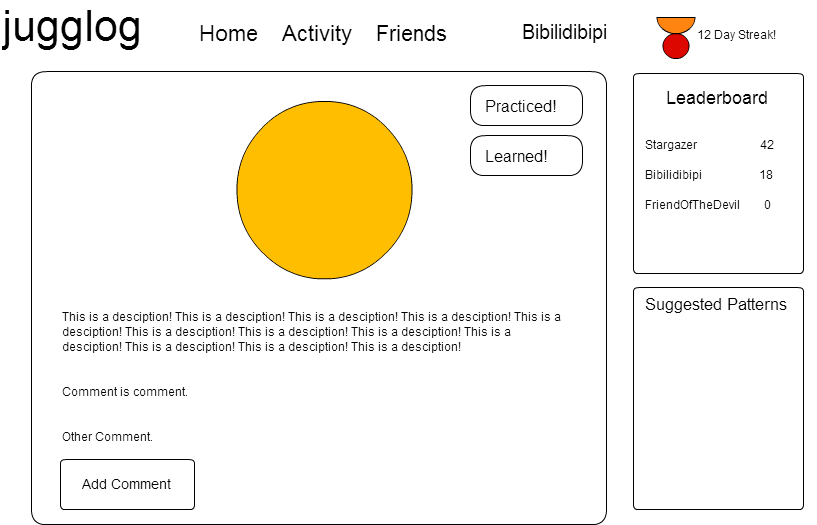 jugglog
Home Activity Friends
Bibilidibipi
12 Day Streak!
Practiced!
Learned!
This is a desciption! This is a desciption! This is a desciption! This is a desciption! This is a
desciption! This is a desciption! This is a desciption! This is a desciption! This is a
desciption! This is a desciption! This is a desciption! This is a desciption!
Comment is comment.
Other Comment.
Add Comment
Leaderboard
Stargazer 42
Bibilidibipi 18
FriendOfTheDevil 0
Suggested Patterns